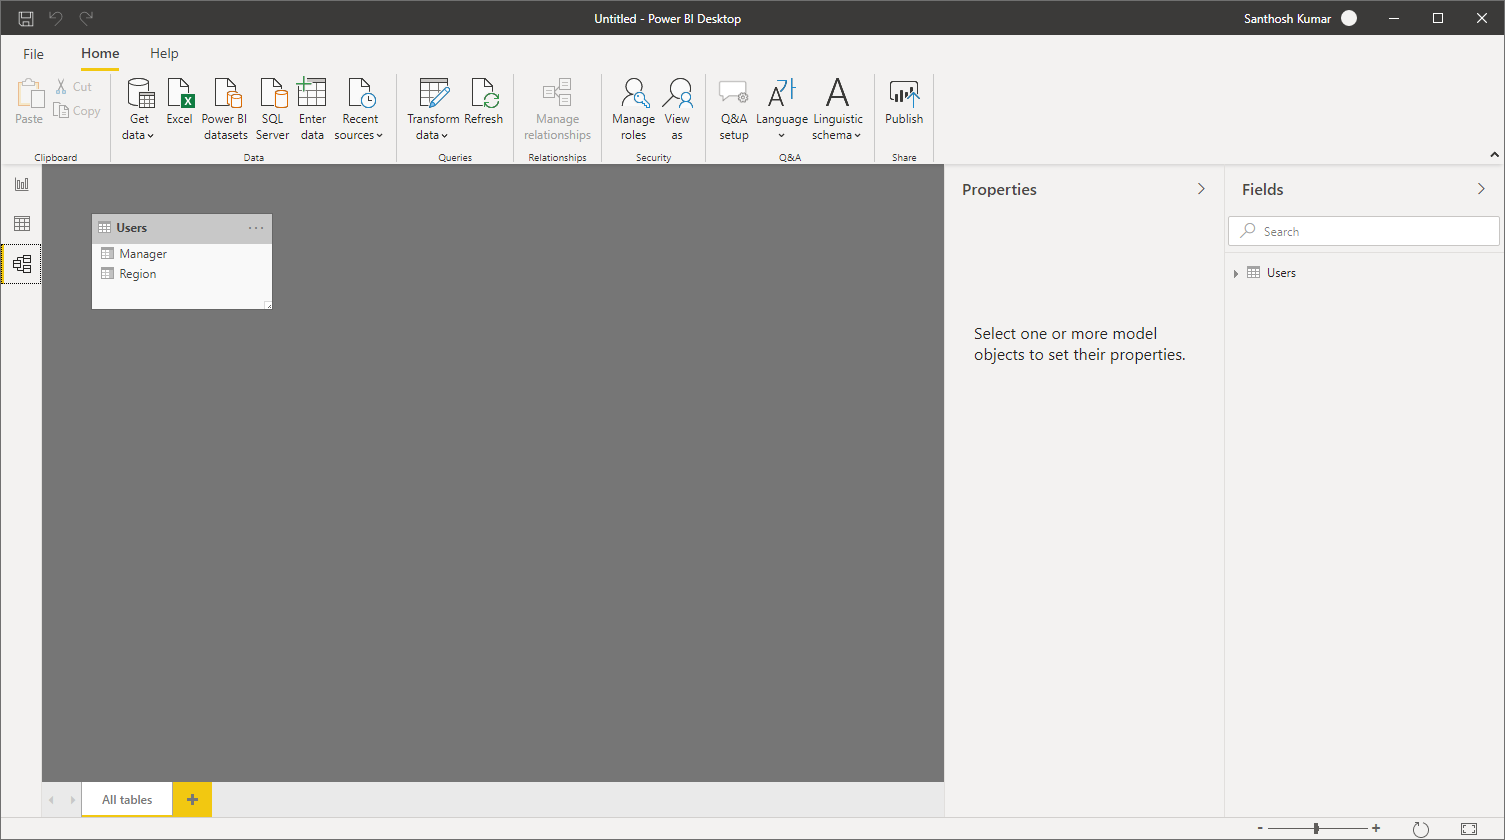 Untitled - Power BI Desktop
Santhosh Kumar
File
Home
Help
Paste
Cut
Copy
Clipboard
Get
data
Excel
Power BI
datasets
SQL
Server
Enter
data
Recent
sources
Data
Transform
data
Refresh
Queries
Manage
relationships
Relationships
Manage
roles
View
as
Security
Q&A
setup
Language
Linguistic
schema
Q&A
Publish
Share
Users
Manager
Region
Properties
Select one or more model
objects to set their properties.
Fields
Search
Users
All tables